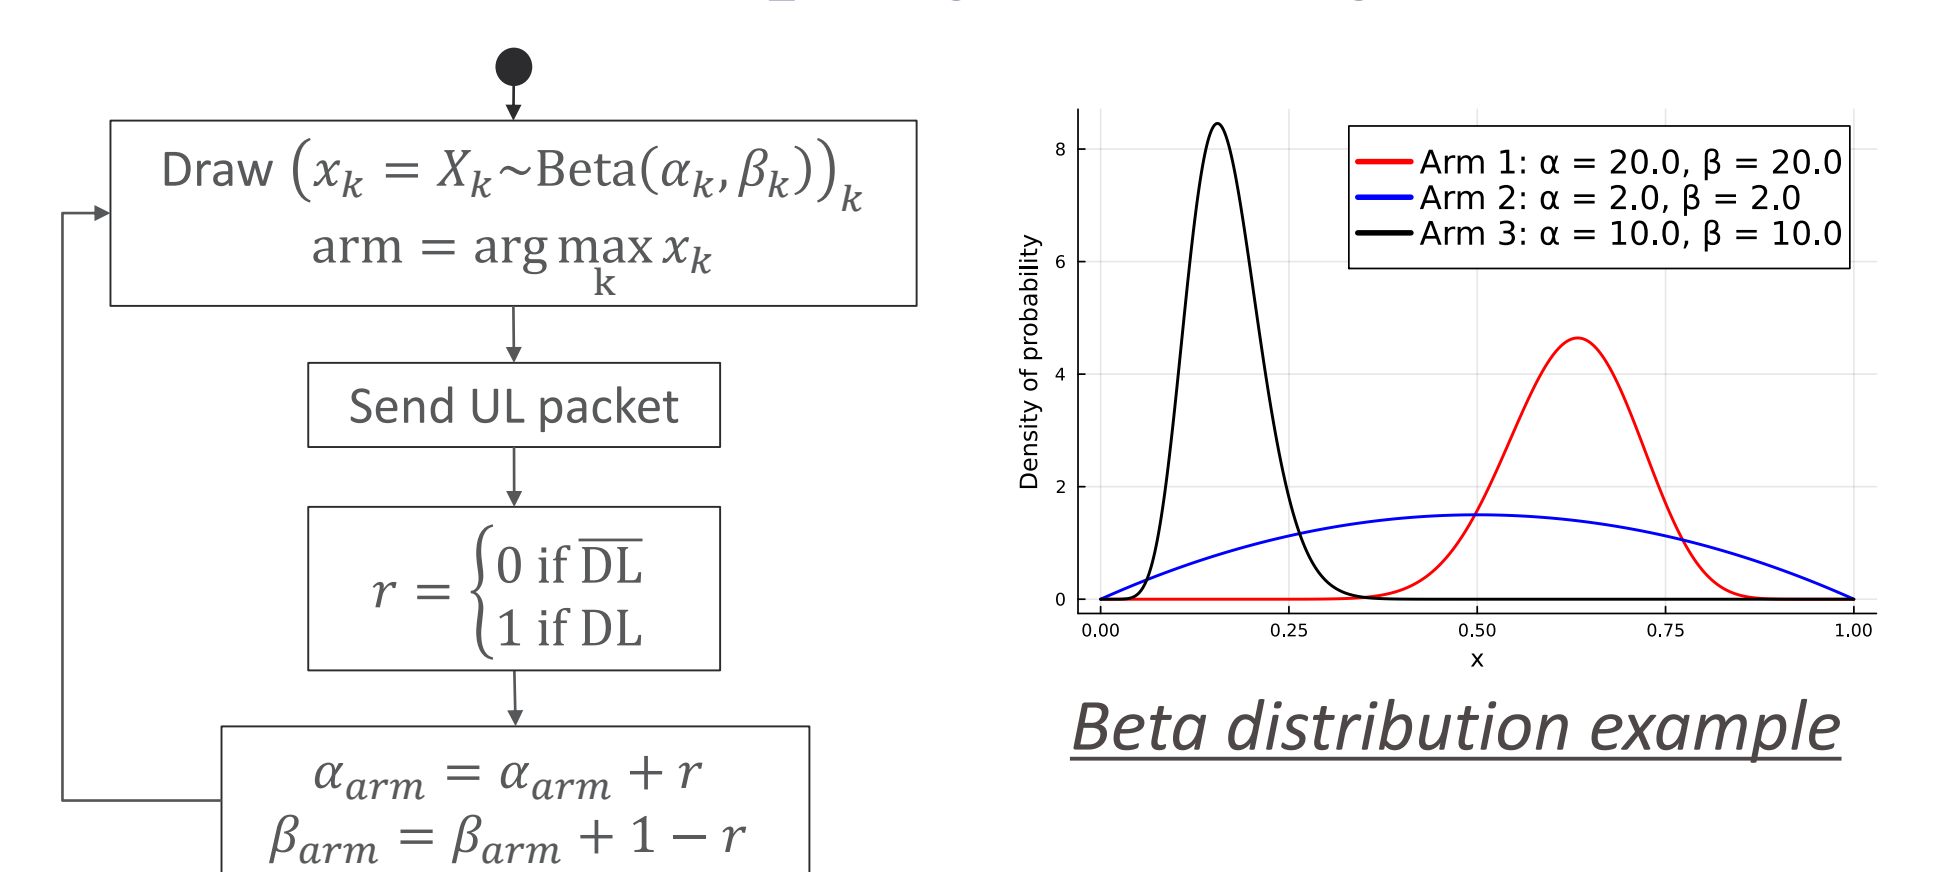 Draw (x_k = X_k~Beta(α_k, β_k))_k
arm = arg max x_k
k
Send UL packet
r = { 0 if \overline{DL}
1 if DL
α_arm = α_arm + r
β_arm = β_arm + 1 − r
Density of probability
8
6
4
2
0
Arm 1: α = 20.0, β = 20.0
Arm 2: α = 2.0, β = 2.0
Arm 3: α = 10.0, β = 10.0
0.00 0.25 0.50 0.75 1.00
x
Beta distribution example